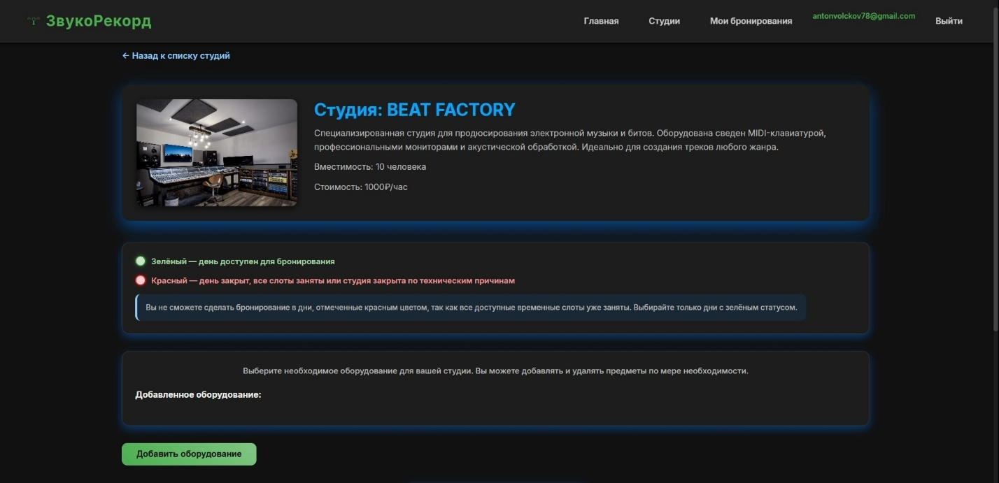 ЗвукоРекорд
Главная
Студии
Мои бронирования
antonvolckov78@gmail.com
Выйти
← Назад к списку студий
Студия: BEAT FACTORY
Специализированная студия для продюсирования электронной музыки и битов. Оборудована сведен MIDI-клавиатурой,
профессиональными мониторами и акустической обработкой. Идеально для создания треков любого жанра.
Вместимость: 10 человека
Стоимость: 1000₽/час
Зелёный — день доступен для бронирования
Красный — день закрыт, все слоты заняты или студия закрыта по техническим причинам
Вы не сможете сделать бронирование в дни, отмеченные красным цветом, так как все доступные временные слоты уже заняты. Выбирайте только дни с зелёным статусом.
Выберите необходимое оборудование для вашей студии. Вы можете добавлять и удалять предметы по мере необходимости.
Добавленное оборудование:
Добавить оборудование